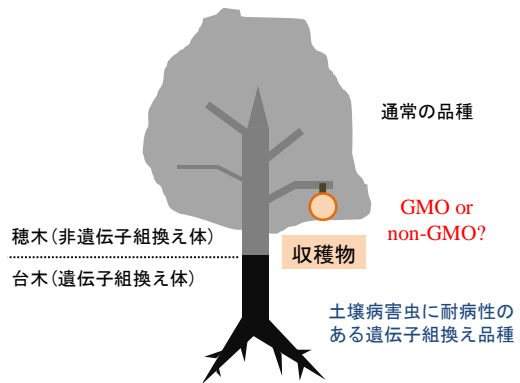 通常の品種
GMO or
non-GMO?
穂木(非遺伝子組換え体)
収穫物
台木(遺伝子組換え体)
土壌病害虫に耐病性の
ある遺伝子組換え品種